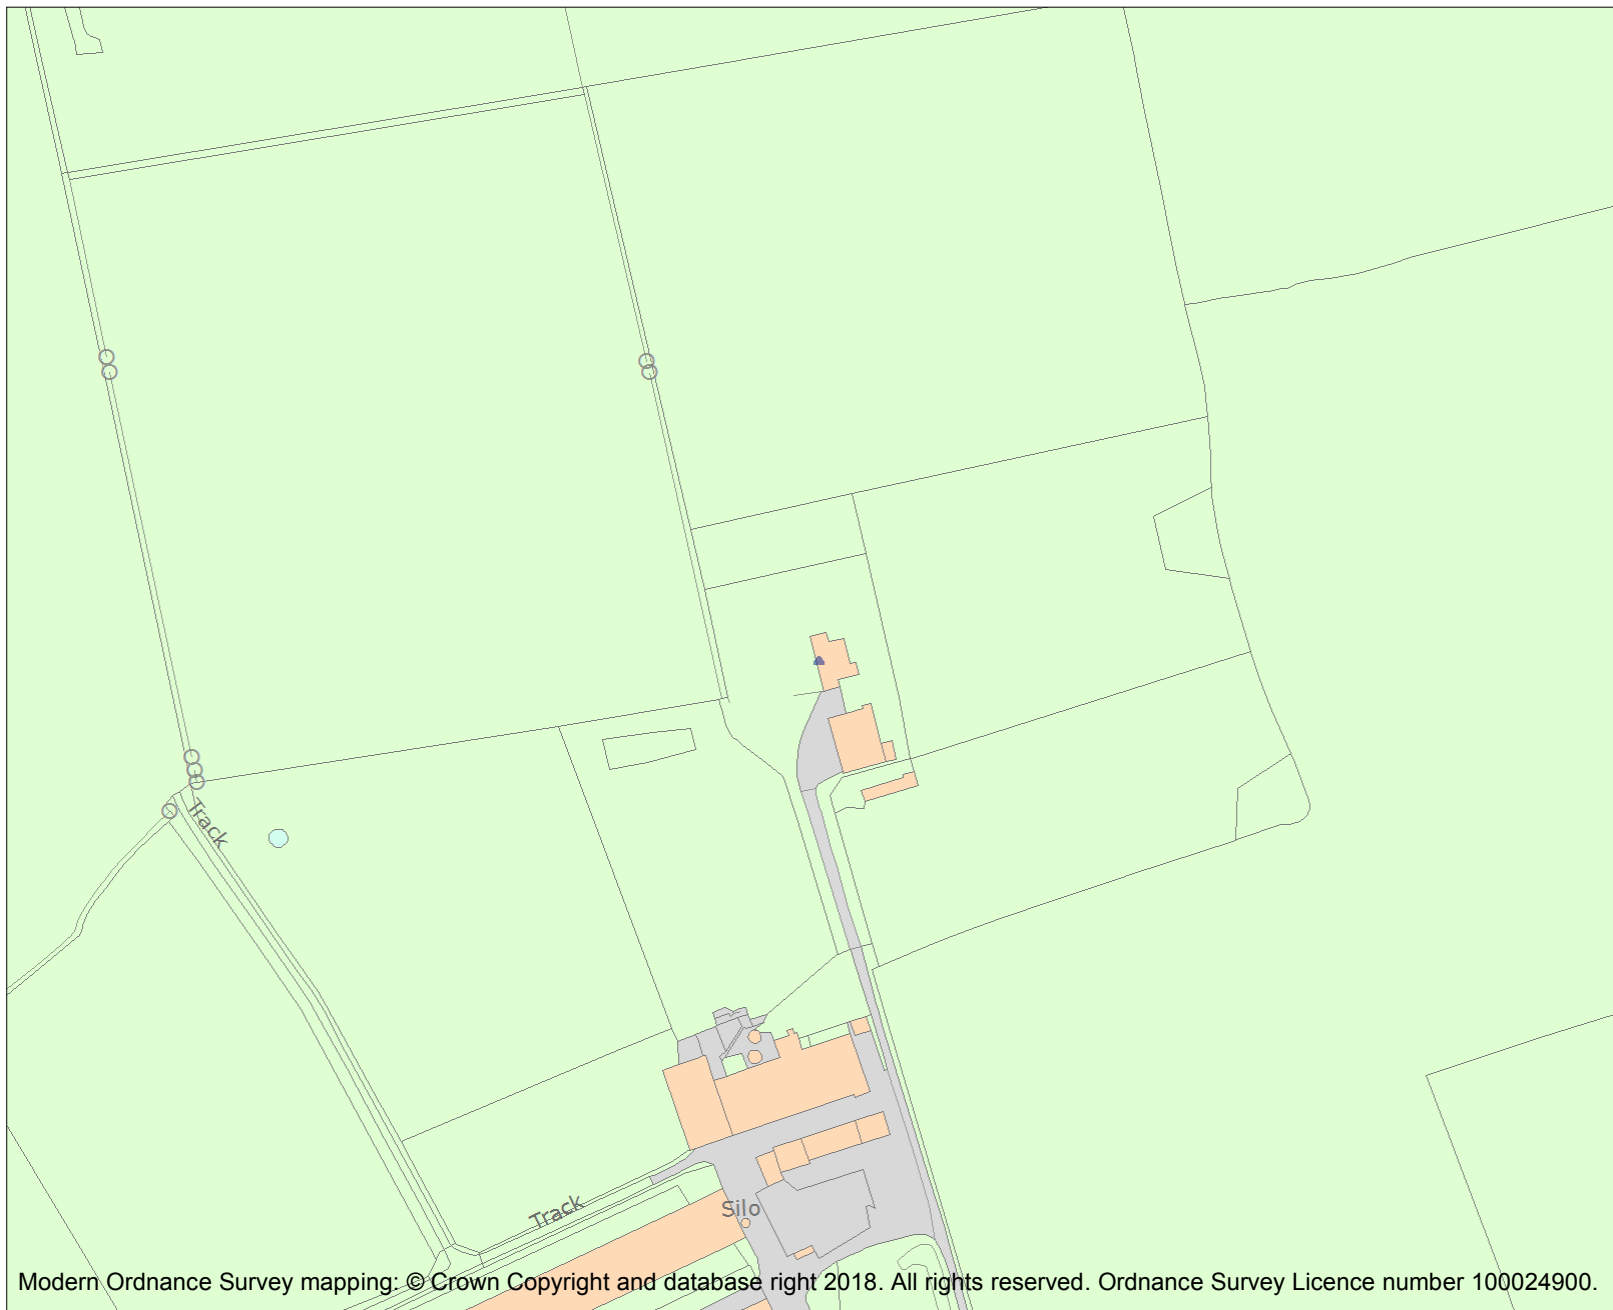 Track
Track
Silo
Modern Ordnance Survey mapping: © Crown Copyright and database right 2018. All rights reserved. Ordnance Survey Licence number 100024900.